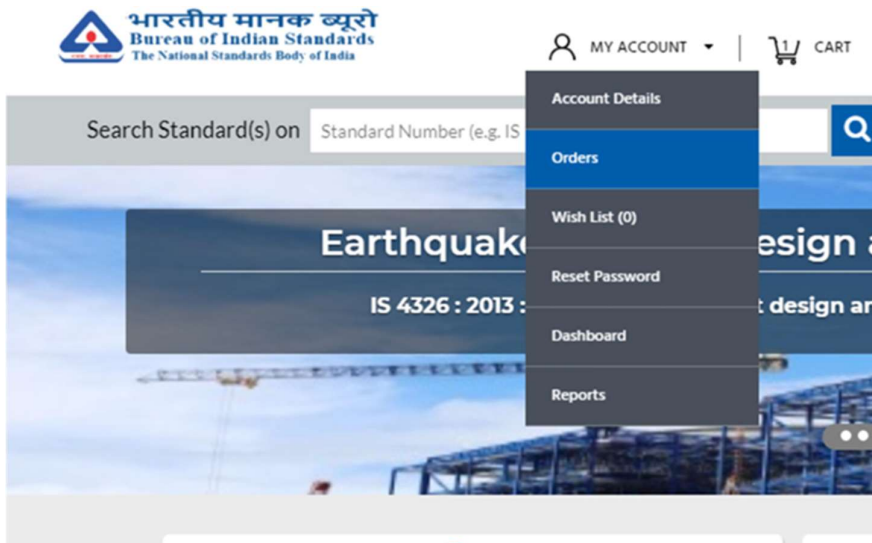 भारतीय मानक ब्यूरो
Bureau of Indian Standards
The National Standards Body of India
MY ACCOUNT
1
CART
Account Details
Orders
Wish List (0)
Reset Password
Dashboard
Reports
Search Standard(s) on
Standard Number (e.g. IS
Earthquak
esign
IS 4326 : 2013 :
t design an